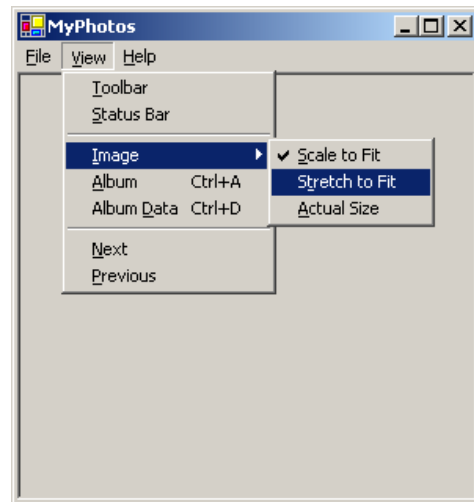 MyPhotos
File View Help
Toolbar
Status Bar
Image
Album Ctrl+A
Album Data Ctrl+D
Next
Previous
Scale to Fit
Stretch to Fit
Actual Size